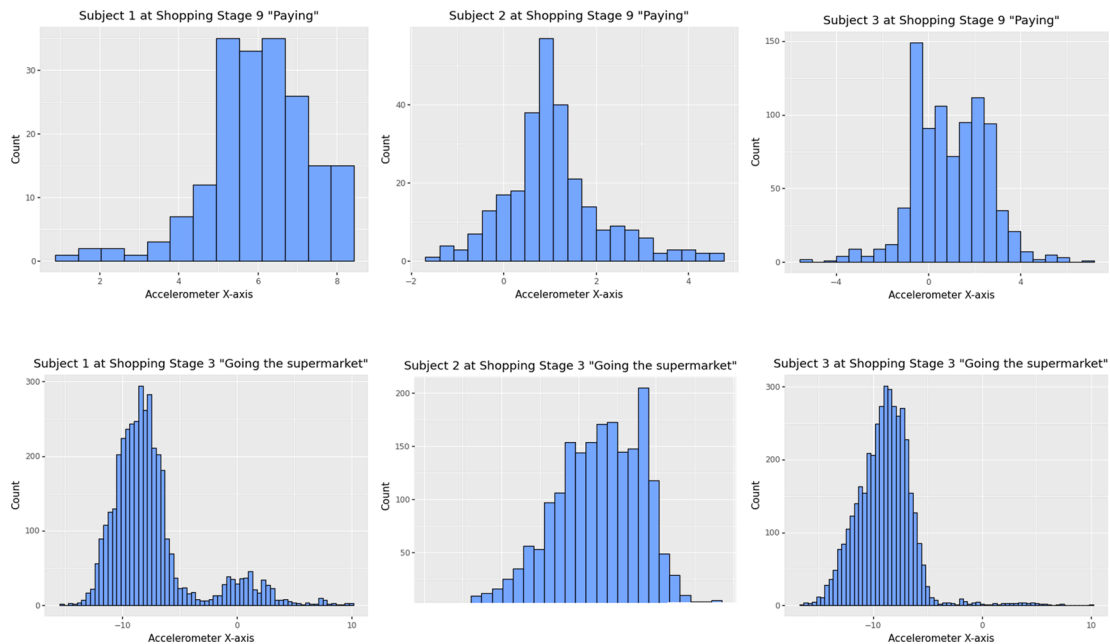 Subject 1 at Shopping Stage 9 "Paying"
30
20
10
0
Count
2
4
6
8
Accelerometer X-axis
Subject 2 at Shopping Stage 9 "Paying"
40
20
0
Count
−2
0
2
4
Accelerometer X-axis
Subject 3 at Shopping Stage 9 "Paying"
150
100
50
0
Count
−4
0
4
Accelerometer X-axis
Subject 1 at Shopping Stage 3 "Going the supermarket"
300
200
100
0
Count
−10
0
10
Accelerometer X-axis
Subject 2 at Shopping Stage 3 "Going the supermarket"
200
150
100
50
Count
Subject 3 at Shopping Stage 3 "Going the supermarket"
300
200
100
0
Count
−10
0
10
Accelerometer X-axis